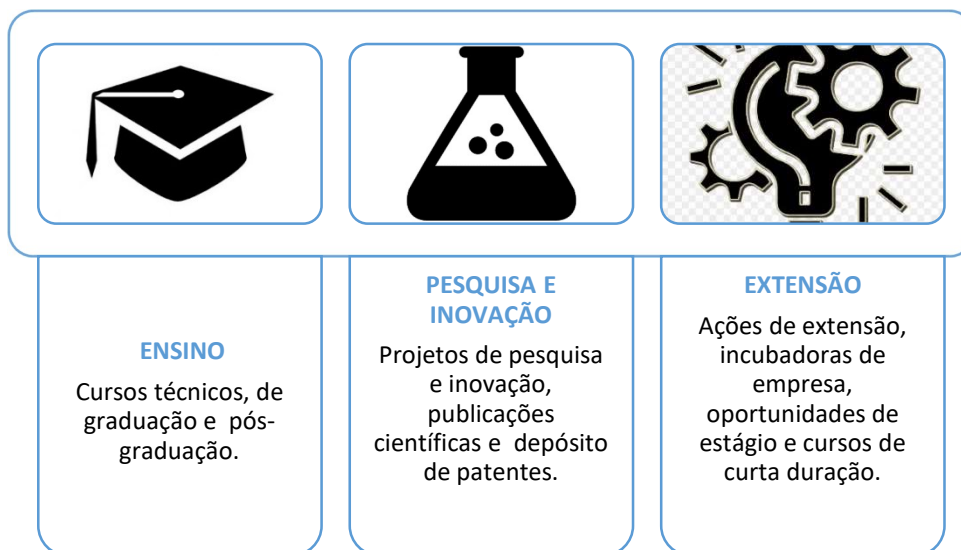 ENSINO
Cursos técnicos, de
graduação e pós-
graduação.
PESQUISA E
INOVAÇÃO
Projetos de pesquisa
e inovação,
publicações
científicas e depósito
de patentes.
EXTENSÃO
Ações de extensão,
incubadoras de
empresa,
oportunidades de
estágio e cursos de
curta duração.